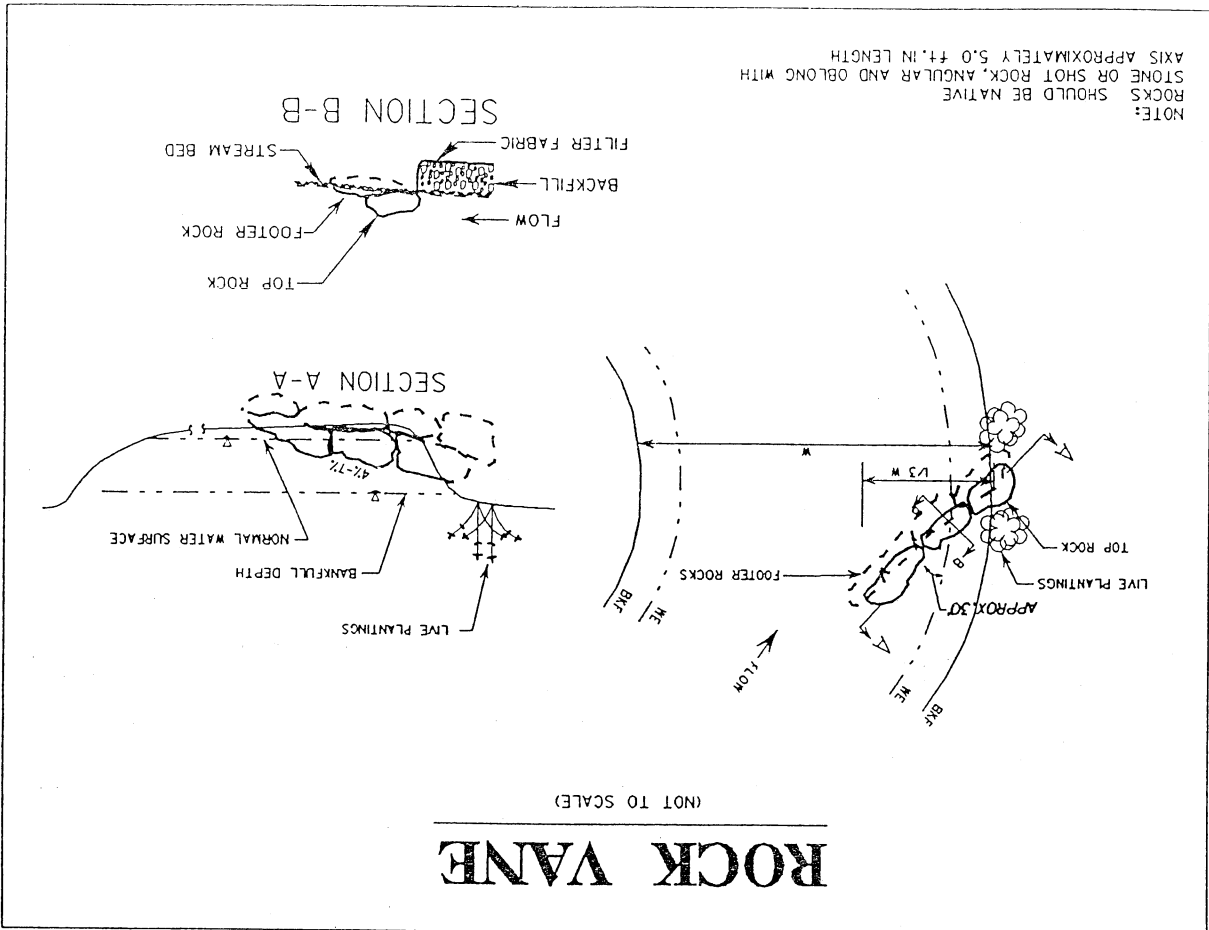 ROCK VANE
(NOT TO SCALE)
BKF
WE
FLOW
BKF
WE
A
APPROX.30°
LIVE PLANTINGS
TOP ROCK
B
FOOTER ROCKS
B
A
1/3 W
W
LIVE PLANTINGS
BANKFULL DEPTH
NORMAL WATER SURFACE
4%-7%
SECTION A-A
TOP ROCK
FOOTER ROCK
FLOW
BACKFILL
STREAM BED
FILTER FABRIC
SECTION B-B
NOTE:
ROCKS SHOULD BE NATIVE
STONE OR SHOT ROCK, ANGULAR AND OBLONG WITH
AXIS APPROXIMATELY 5.0 ft. IN LENGTH